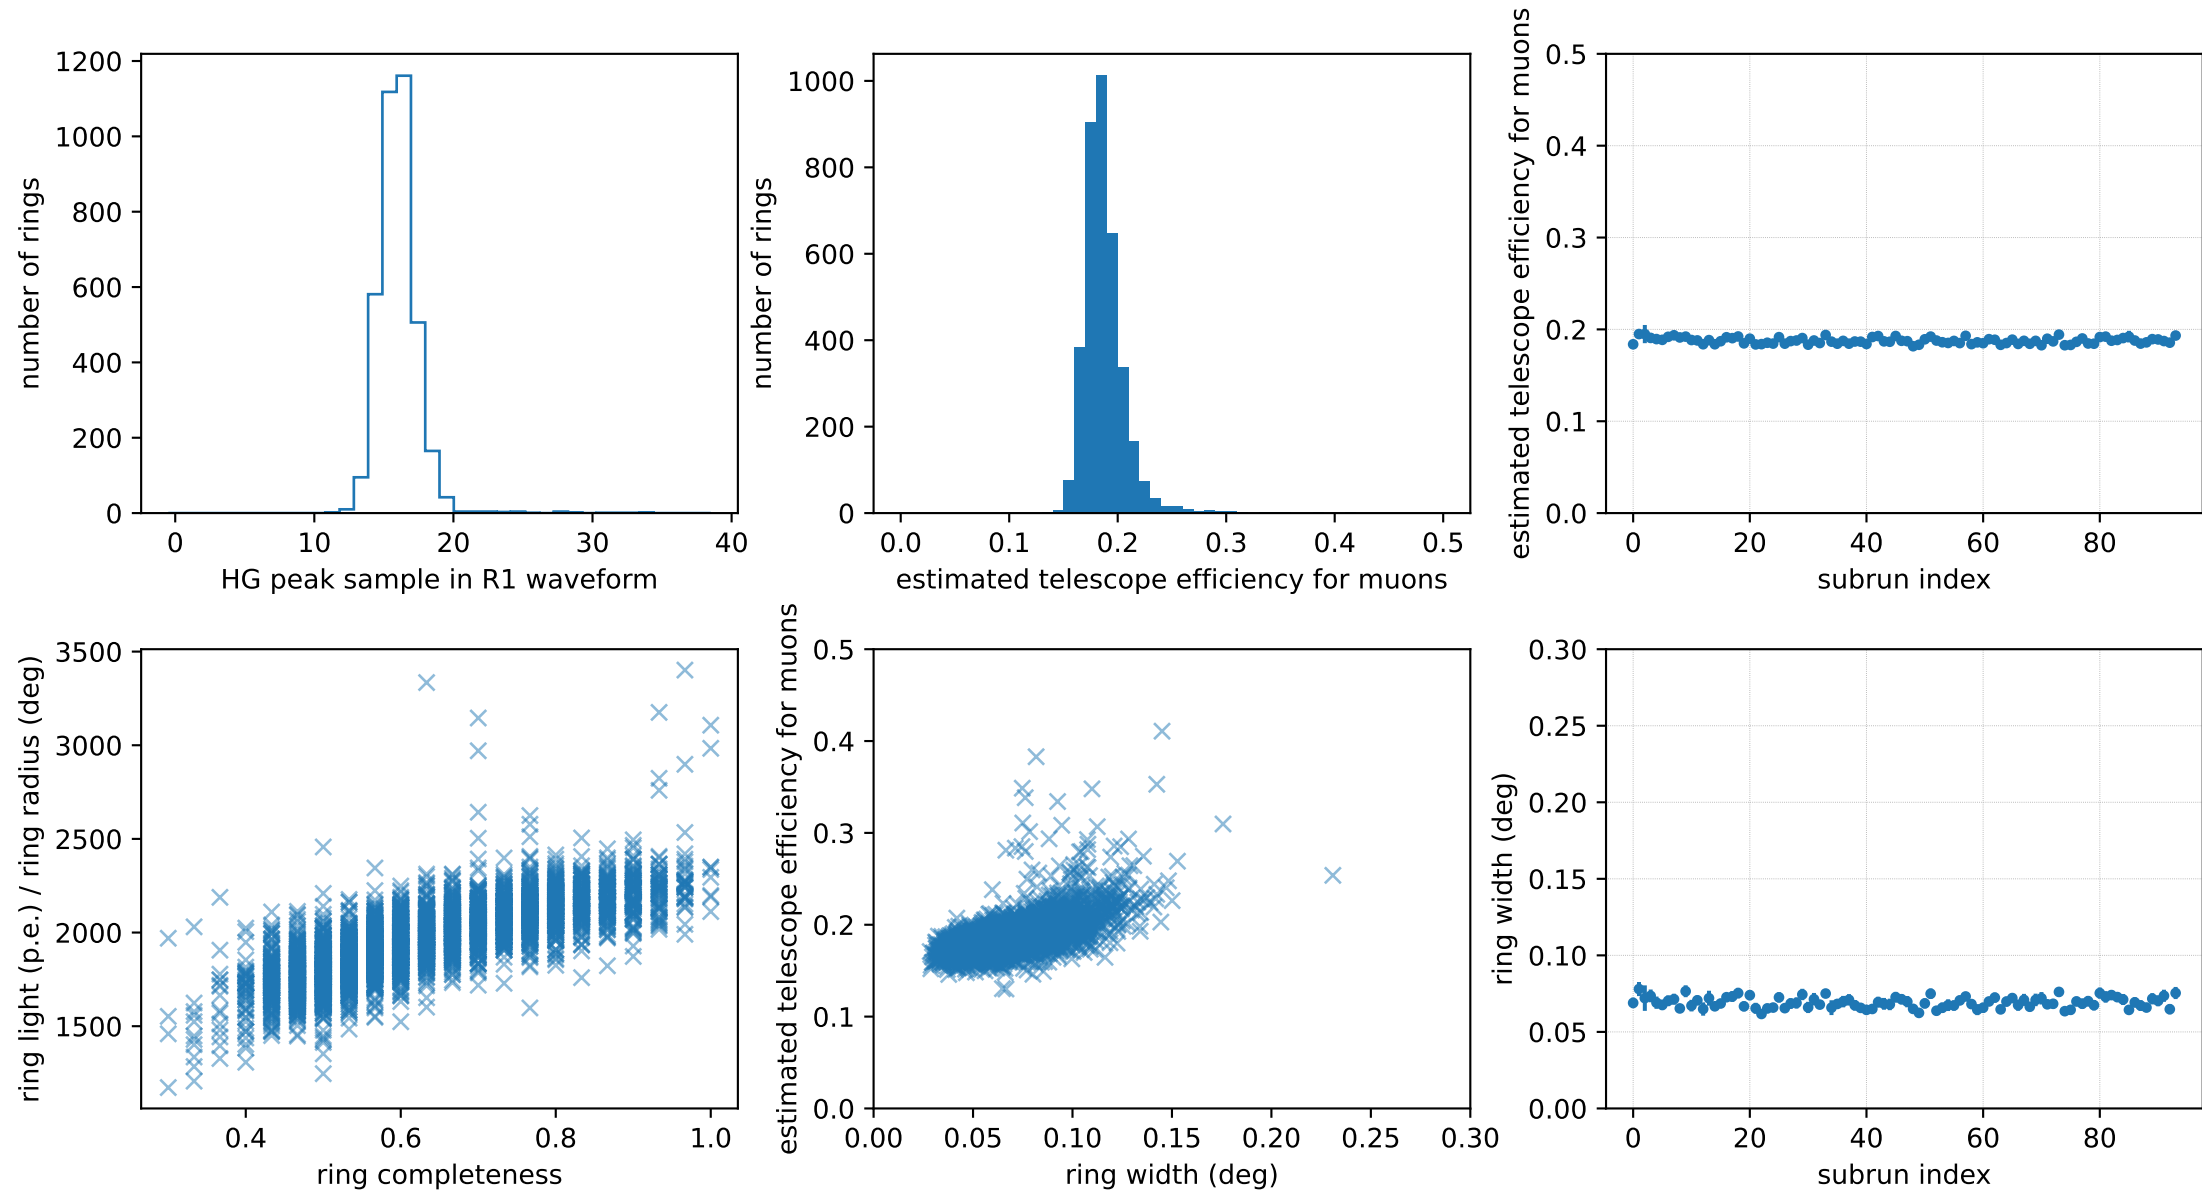 1200
1000
800
600
400
200
0
number of rings
0 10 20 30 40
HG peak sample in R1 waveform
1000
800
600
400
200
0
number of rings
0.0 0.1 0.2 0.3 0.4 0.5
estimated telescope efficiency for muons
0.5
0.4
0.3
0.2
0.1
0.0
estimated telescope efficiency for muons
0 20 40 60 80
subrun index
3500
3000
2500
2000
1500
ring light (p.e.) / ring radius (deg)
0.4 0.6 0.8 1.0
ring completeness
0.5
0.4
0.3
0.2
0.1
0.0
estimated telescope efficiency for muons
0.00 0.05 0.10 0.15 0.20 0.25 0.30
ring width (deg)
0.30
0.25
0.20
0.15
0.10
0.05
0.00
ring width (deg)
0 20 40 60 80
subrun index